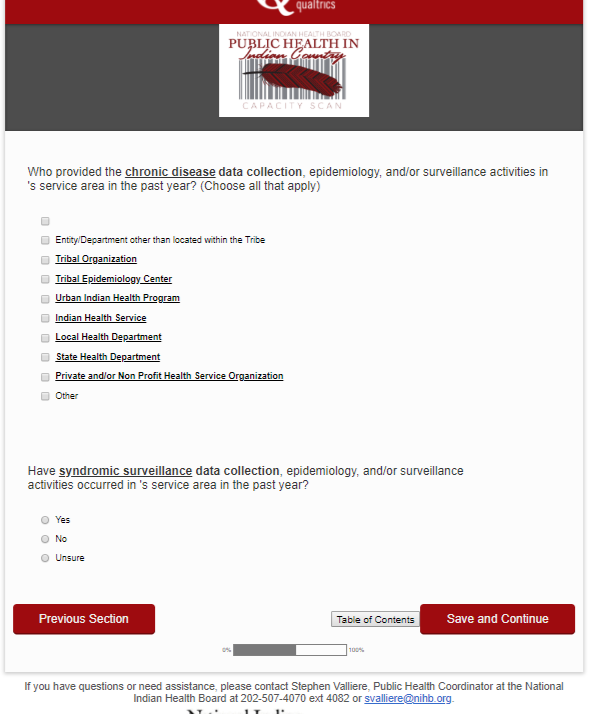 qualtrics
NATIONAL INDIAN HEALTH BOARD
PUBLIC HEALTH IN
Indian Country
CAPACITY SCAN
Who provided the chronic disease data collection, epidemiology, and/or surveillance activities in
's service area in the past year? (Choose all that apply)
Entity/Department other than located within the Tribe
Tribal Organization
Tribal Epidemiology Center
Urban Indian Health Program
Indian Health Service
Local Health Department
State Health Department
Private and/or Non Profit Health Service Organization
Other
Have syndromic surveillance data collection, epidemiology, and/or surveillance
activities occurred in 's service area in the past year?
Yes
No
Unsure
Previous Section
Table of Contents
Save and Continue
0%
100%
If you have questions or need assistance, please contact Stephen Valliere, Public Health Coordinator at the National
Indian Health Board at 202-507-4070 ext 4082 or svalliere@nihb.org.
National Indian